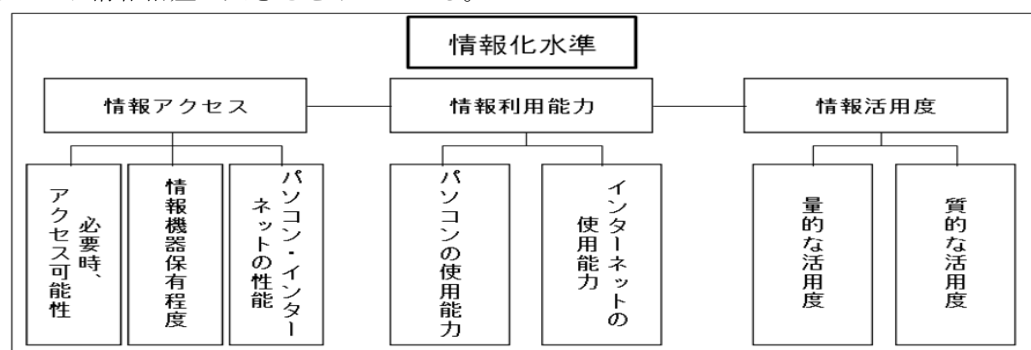 情報化水準
情報アクセス
情報利用能力
情報活用度
必要時、
アクセス可能性
情報機器保有程度
パソコン・インター
ネットの性能
パソコンの使用能力
インターネットの
使用能力
量的な活用度
質的な活用度